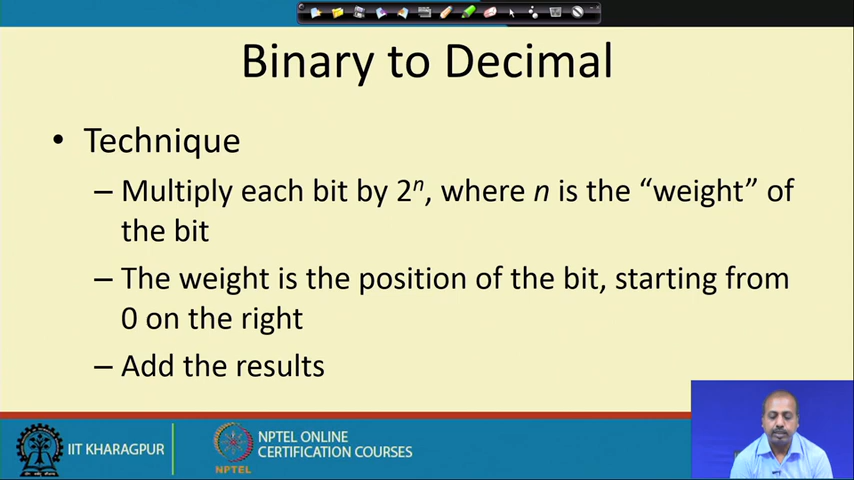 Binary to Decimal
• Technique
– Multiply each bit by 2ⁿ, where n is the “weight” of
the bit
– The weight is the position of the bit, starting from
0 on the right
– Add the results
IIT KHARAGPUR
NPTEL
NPTEL ONLINE
CERTIFICATION COURSES